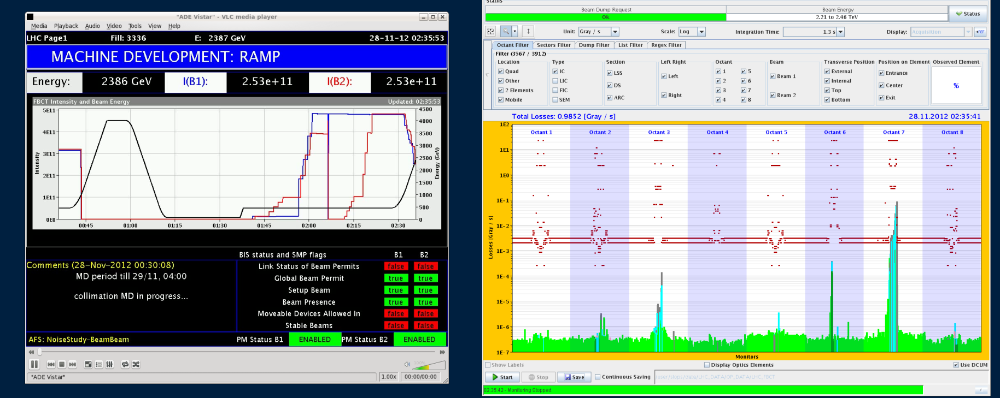 "ADE Vistar" - VLC media player
Media Playback Audio Video Tools View Help
LHC Page1 Fill: 3336 E: 2387 GeV 28-11-12 02:35:53
MACHINE DEVELOPMENT: RAMP
Energy: 2386 GeV I(B1): 2.53e+11 I(B2): 2.53e+11
FBCT Intensity and Beam Energy Updated: 02:35:53
5E11 4500
4000
4E11 3500
3E11 3000
2500
2E11 2000
1500
1E11 1000
500
0E0 0
Intensity
Energy (GeV)
00:45 01:00 01:15 01:30 01:45 02:00 02:15 02:30
BIS status and SMP flags B1 B2
Comments (28-Nov-2012 00:30:08)
MD period till 29/11, 04:00
collimation MD in progress...
Link Status of Beam Permits false false
Global Beam Permit true true
Setup Beam true true
Beam Presence true true
Moveable Devices Allowed In false false
Stable Beams false false
AFS: NoiseStudy-BeamBeam PM Status B1 ENABLED PM Status B2 ENABLED
100%
"ADE Vistar" 1.00x 00:00/00:00
Status
Beam Dump Request Beam Energy
Ok 2.21 to 2.46 TeV
Status
Unit: Gray / s Scale: Log Integration Time: 1.3 s Display: Acquisition REF
Octant Filter Sectors Filter Dump Filter List Filter Regex Filter
Filter (3567 / 3912)
Location Type Section Left Right Octant Beam Transverse Position Position on Element Observed Element
Quad IC LSS Left 1 5 Beam 1 External Entrance
Other LIC DS 2 6 Internal Center %
2 Elements FIC ARC Right 3 7 Beam 2 Top Exit
Mobile SEM 4 8 Bottom
Total Losses: 0.9852 [Gray / s] 28.11.2012 02:35:41
Octant 1 Octant 2 Octant 3 Octant 4 Octant 5 Octant 6 Octant 7 Octant 8
1E2
1E1
1E0
1E-1
1E-2
1E-3
1E-4
1E-5
1E-6
1E-7
Losses [Gray / s]
Monitors
Show Labels Display Optics Elements Use DCUM
Start Stop Save Continuous Saving /user/slops/data/LHC_DATA/OP_DATA/LHC_FBCT
02:35:42 - Monitoring Stopped.